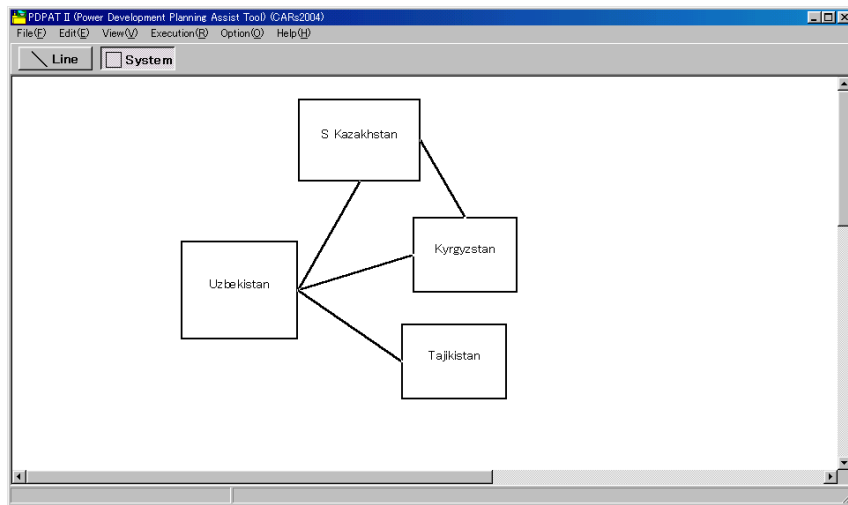 PDPAT II (Power Development Planning Assist Tool) (CARs2004)
File(F) Edit(E) View(V) Execution(R) Option(O) Help(H)
Line System
S Kazakhstan
Kyrgyzstan
Uzbekistan
Tajikistan